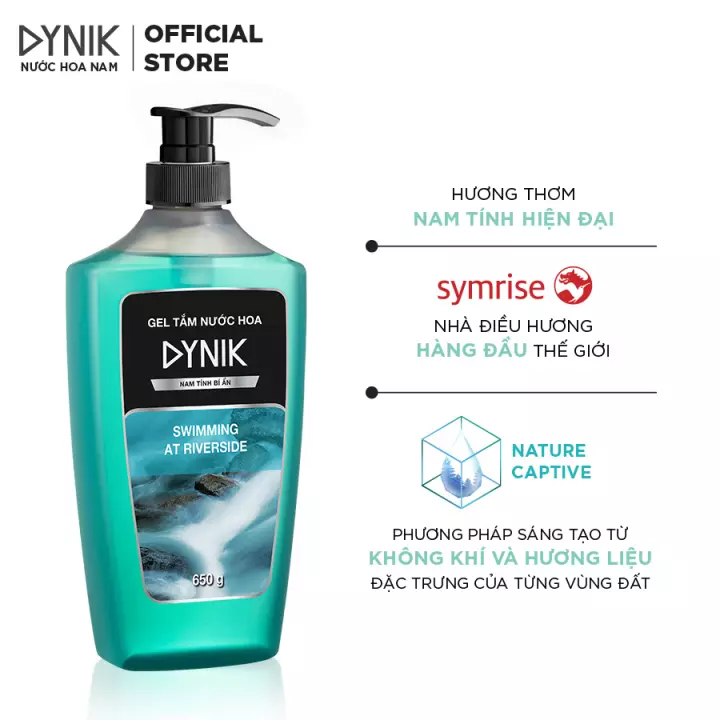 DYNIK
NƯỚC HOA NAM
OFFICIAL
STORE
GEL TẮM NƯỚC HOA
DYNIK
NAM TÍNH BÍ ẨN
SWIMMING
AT RIVERSIDE
650 g
HƯƠNG THƠM
NAM TÍNH HIỆN ĐẠI
symrise
NHÀ ĐIỀU HƯƠNG
HÀNG ĐẦU THẾ GIỚI
NATURE
CAPTIVE
PHƯƠNG PHÁP SÁNG TẠO TỪ
KHÔNG KHÍ VÀ HƯƠNG LIỆU
ĐẶC TRƯNG CỦA TỪNG VÙNG ĐẤT